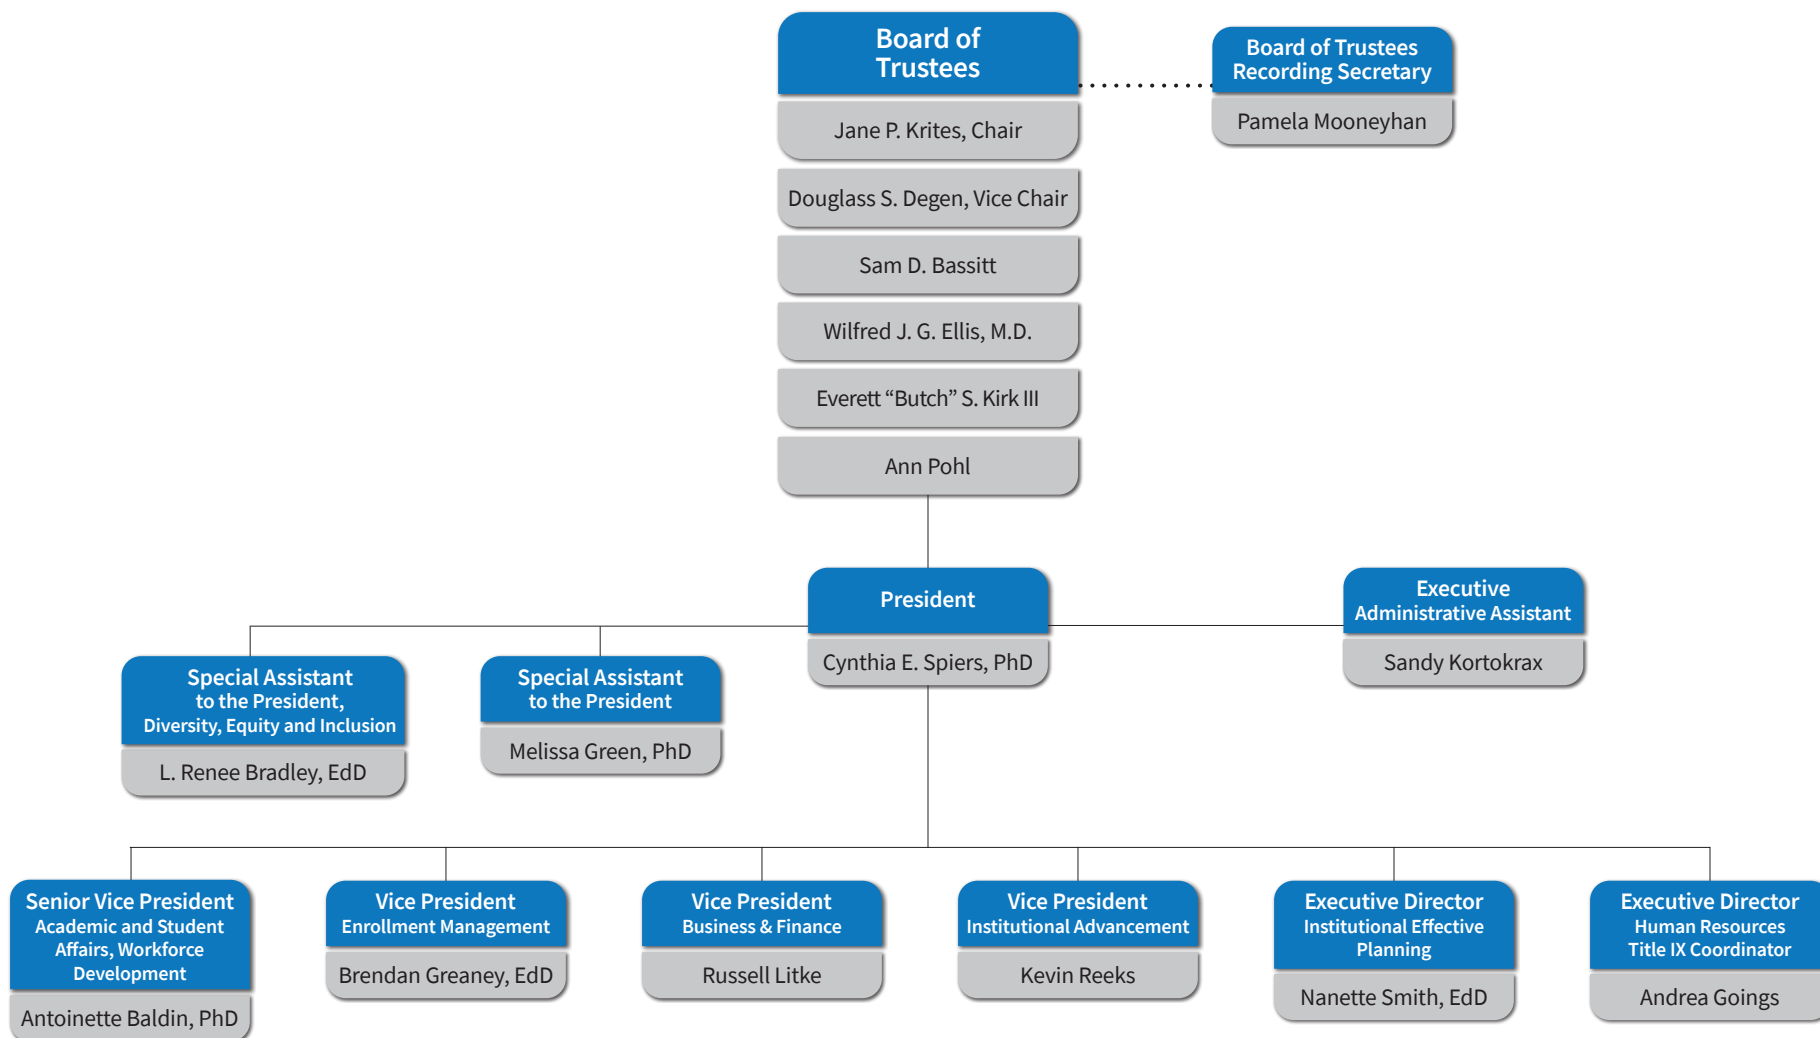 Board of
Trustees
Jane P. Krites, Chair
Douglass S. Degen, Vice Chair
Sam D. Bassitt
Wilfred J. G. Ellis, M.D.
Everett “Butch” S. Kirk III
Ann Pohl
Board of Trustees
Recording Secretary
Pamela Mooneyhan
President
Cynthia E. Spiers, PhD
Executive
Administrative Assistant
Sandy Kortokrax
Special Assistant
to the President,
Diversity, Equity and Inclusion
L. Renee Bradley, EdD
Special Assistant
to the President
Melissa Green, PhD
Senior Vice President
Academic and Student
Affairs, Workforce
Development
Antoinette Baldin, PhD
Vice President
Enrollment Management
Brendan Greaney, EdD
Vice President
Business & Finance
Russell Litke
Vice President
Institutional Advancement
Kevin Reeks
Executive Director
Institutional Effective
Planning
Nanette Smith, EdD
Executive Director
Human Resources
Title IX Coordinator
Andrea Goings